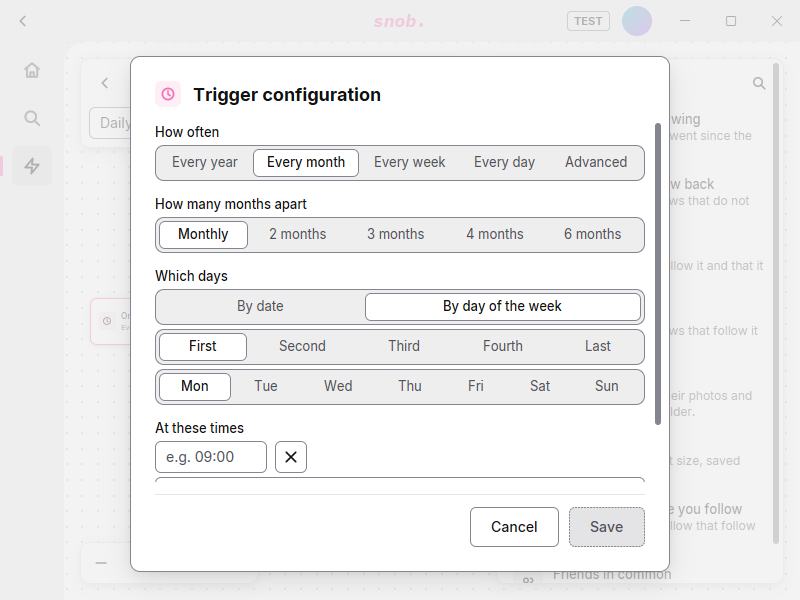 snob.
TEST
Daily
Trigger configuration
How often
Every year Every month Every week Every day Advanced
How many months apart
Monthly 2 months 3 months 4 months 6 months
Which days
By date By day of the week
First Second Third Fourth Last
Mon Tue Wed Thu Fri Sat Sun
At these times
e.g. 09:00
Cancel Save
wing
went since the
w back
ws that do not
llow it and that it
ws that follow it
eir photos and
lder.
t size, saved
e you follow
llow that follow
Friends in common